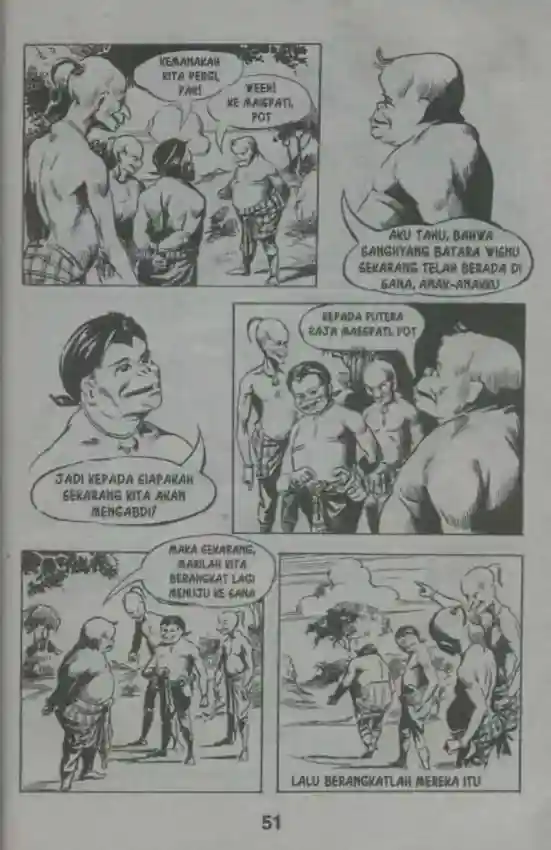 KEMANAKAH
KITA PERGI,
PAK!
WEEH!
KE MAESPATI,
POT
AKU TAHU, BAHWA
SANGHYANG BATARA WISNU
SEKARANG TELAH BERADA DI
SANA, ANAK-ANAKKU
KEPADA PUTERA
RAJA MAESPATI, POT
JADI KEPADA SIAPAKAH
SEKARANG KITA AKAN
MENGABDI?
MAKA SEKARANG,
MARILAH KITA
BERANGKAT LAGI
MENUJU KE SANA
LALU BERANGKATLAH MEREKA ITU
51